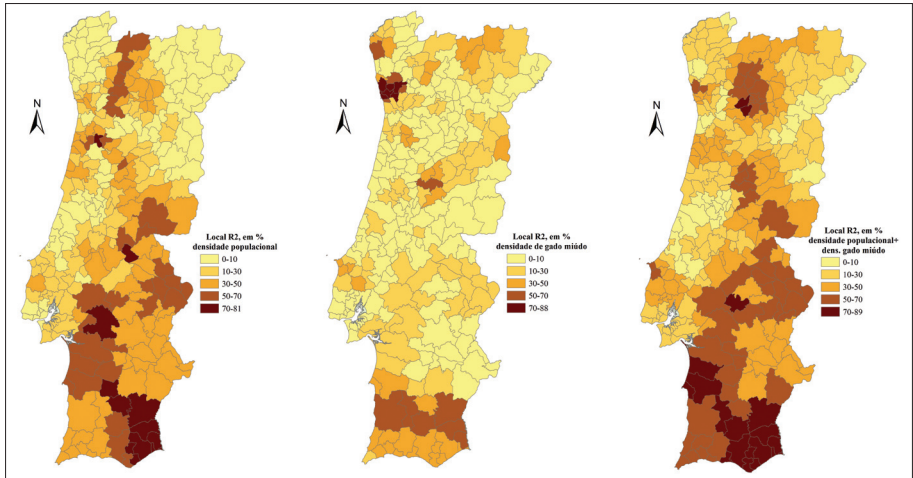 N
Local R2, em %
densidade populacional
0-10
10-30
30-50
50-70
70-81
N
Local R2, em %
densidade de gado miúdo
0-10
10-30
30-50
50-70
70-88
N
Local R2, em %
densidade populacional+
dens. gado miúdo
0-10
10-30
30-50
50-70
70-89